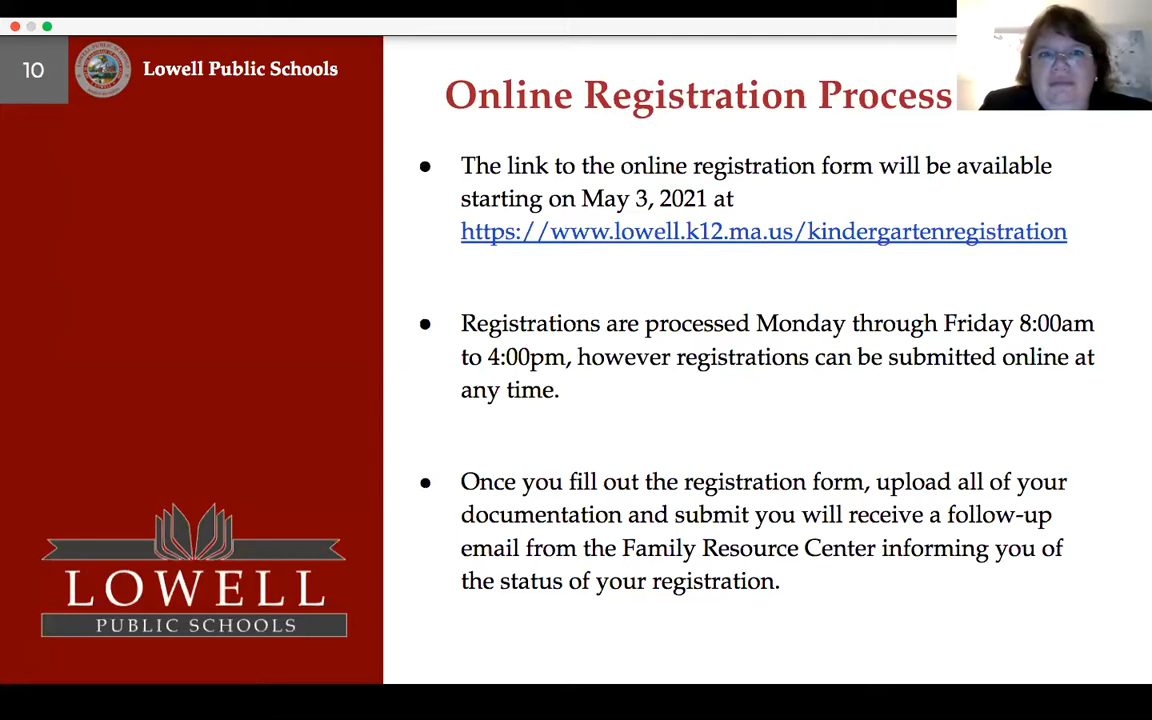 10
Lowell Public Schools
Online Registration Process
● The link to the online registration form will be available
starting on May 3, 2021 at
https://www.lowell.k12.ma.us/kindergartenregistration
● Registrations are processed Monday through Friday 8:00am
to 4:00pm, however registrations can be submitted online at
any time.
● Once you fill out the registration form, upload all of your
documentation and submit you will receive a follow-up
email from the Family Resource Center informing you of
the status of your registration.
LOWELL
PUBLIC SCHOOLS